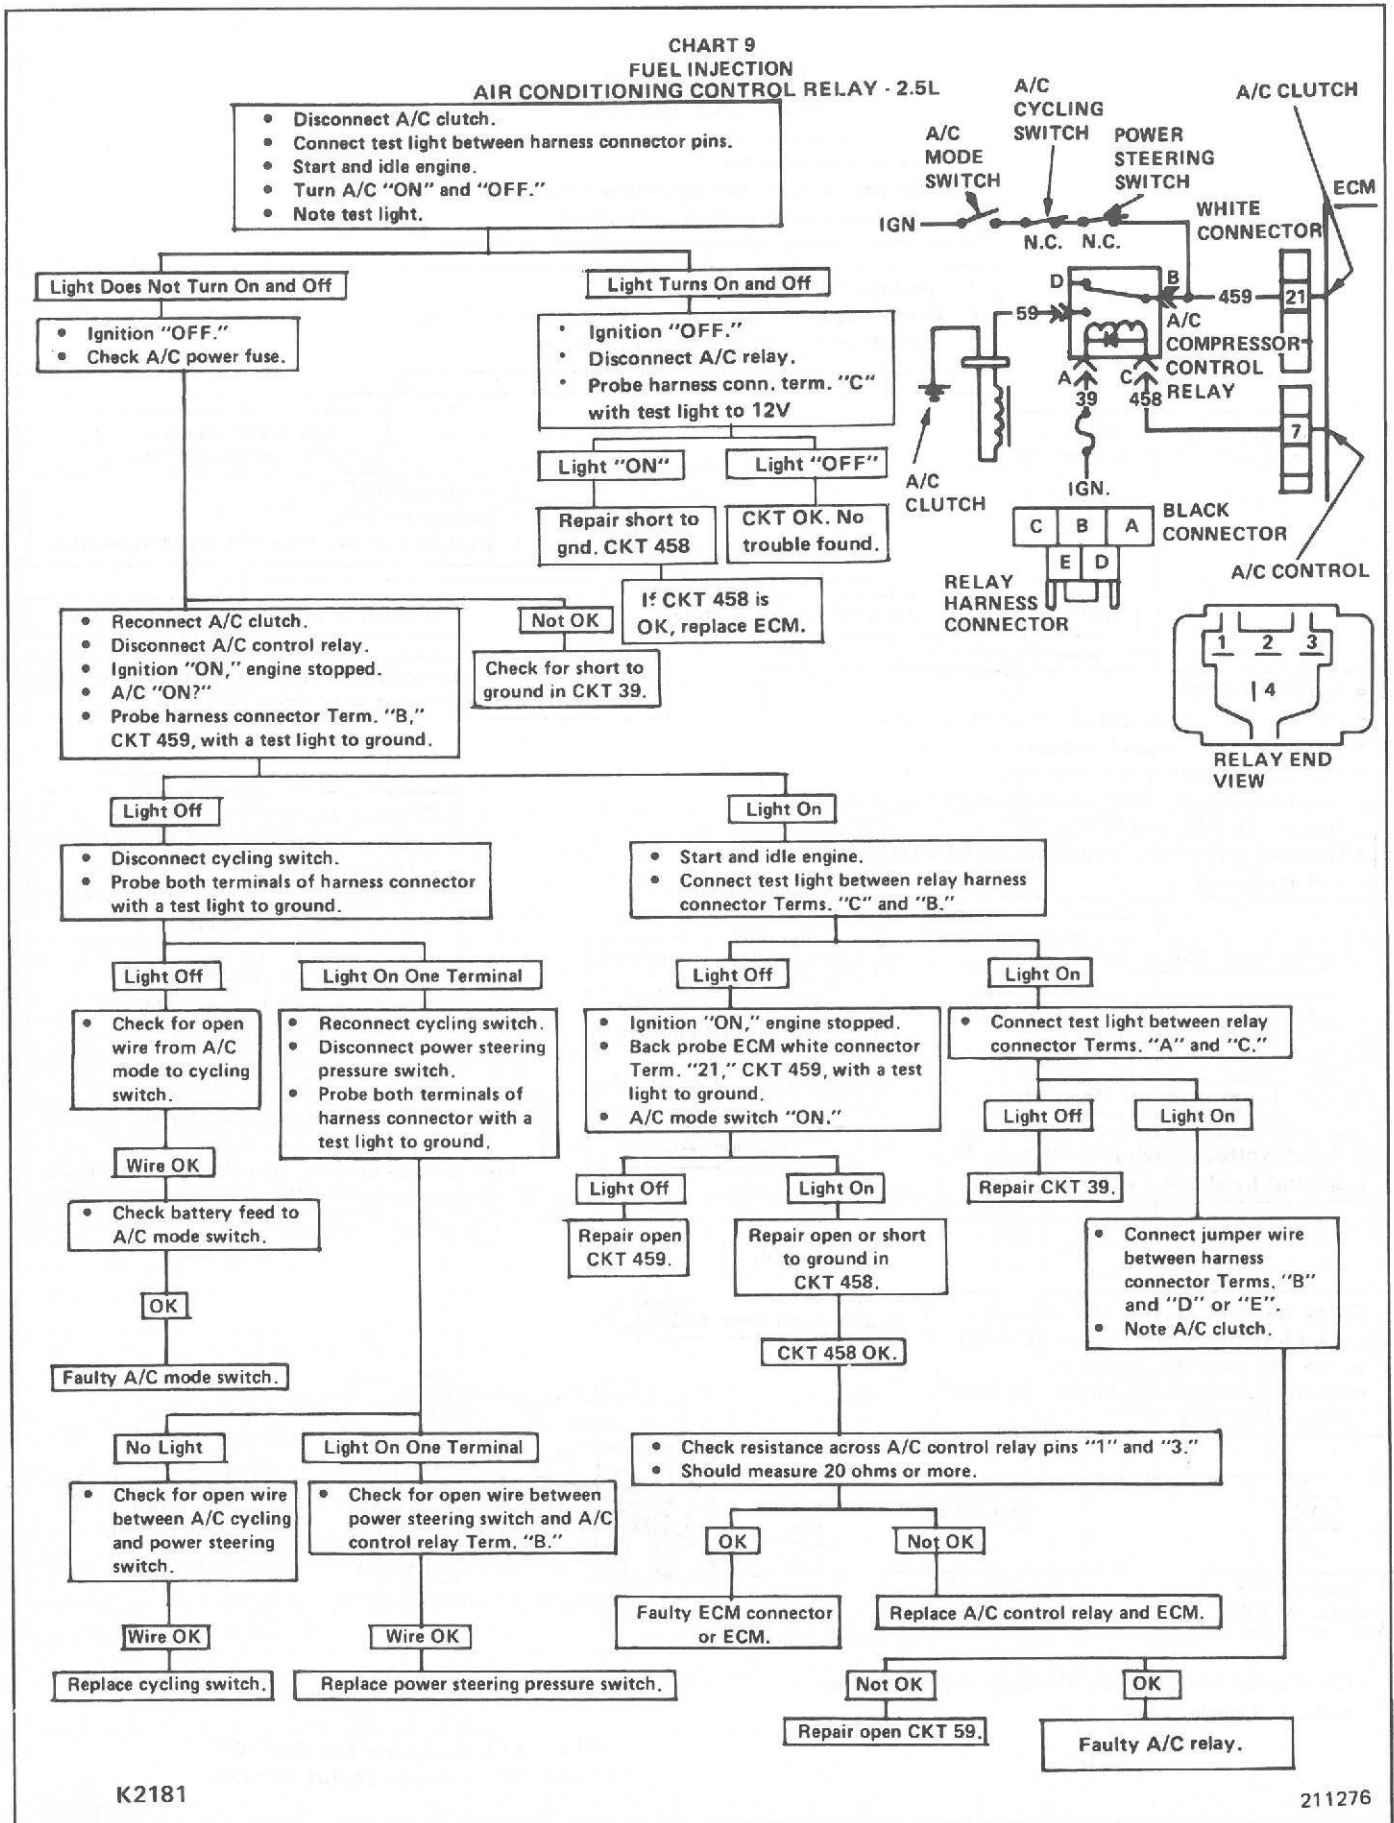 CHART 9
FUEL INJECTION
AIR CONDITIONING CONTROL RELAY - 2.5L
• Disconnect A/C clutch.
• Connect test light between harness connector pins.
• Start and idle engine.
• Turn A/C "ON" and "OFF."
• Note test light.
Light Does Not Turn On and Off
• Ignition "OFF."
• Check A/C power fuse.
Light Turns On and Off
• Ignition "OFF."
• Disconnect A/C relay.
• Probe harness conn. term. "C"
with test light to 12V
Light "ON"
Light "OFF"
Repair short to
gnd. CKT 458
CKT OK. No
trouble found.
If CKT 458 is
OK, replace ECM.
Not OK
Check for short to
ground in CKT 39.
• Reconnect A/C clutch.
• Disconnect A/C control relay.
• Ignition "ON," engine stopped.
• A/C "ON?"
• Probe harness connector Term. "B,"
CKT 459, with a test light to ground.
A/C
MODE
SWITCH
A/C
CYCLING
SWITCH
POWER
STEERING
SWITCH
A/C CLUTCH
ECM
IGN
N.C.
N.C.
WHITE
CONNECTOR
D
B
459
21
59
A/C
COMPRESSOR
CONTROL
RELAY
A
C
39
458
7
A/C
CLUTCH
IGN.
C B A
E D
BLACK
CONNECTOR
RELAY
HARNESS
CONNECTOR
A/C CONTROL
1 2 3
4
RELAY END
VIEW
Light Off
Light On
• Disconnect cycling switch.
• Probe both terminals of harness connector
with a test light to ground.
• Start and idle engine.
• Connect test light between relay harness
connector Terms. "C" and "B."
Light Off
Light On One Terminal
Light Off
Light On
• Check for open
wire from A/C
mode to cycling
switch.
• Reconnect cycling switch.
• Disconnect power steering
pressure switch.
• Probe both terminals of
harness connector with a
test light to ground.
• Ignition "ON," engine stopped.
• Back probe ECM white connector
Term. "21," CKT 459, with a test
light to ground.
• A/C mode switch "ON."
• Connect test light between relay
connector Terms. "A" and "C."
Light Off
Light On
Wire OK
Light Off
Light On
Repair CKT 39.
• Check battery feed to
A/C mode switch.
Repair open
CKT 459.
Repair open or short
to ground in
CKT 458.
• Connect jumper wire
between harness
connector Terms. "B"
and "D" or "E".
• Note A/C clutch.
OK
CKT 458 OK.
Faulty A/C mode switch.
No Light
Light On One Terminal
• Check resistance across A/C control relay pins "1" and "3."
• Should measure 20 ohms or more.
• Check for open wire
between A/C cycling
and power steering
switch.
• Check for open wire between
power steering switch and A/C
control relay Term. "B."
OK
Not OK
Faulty ECM connector
or ECM.
Replace A/C control relay and ECM.
Wire OK
Wire OK
Replace cycling switch.
Replace power steering pressure switch.
Not OK
OK
Repair open CKT 59.
Faulty A/C relay.
K2181
211276